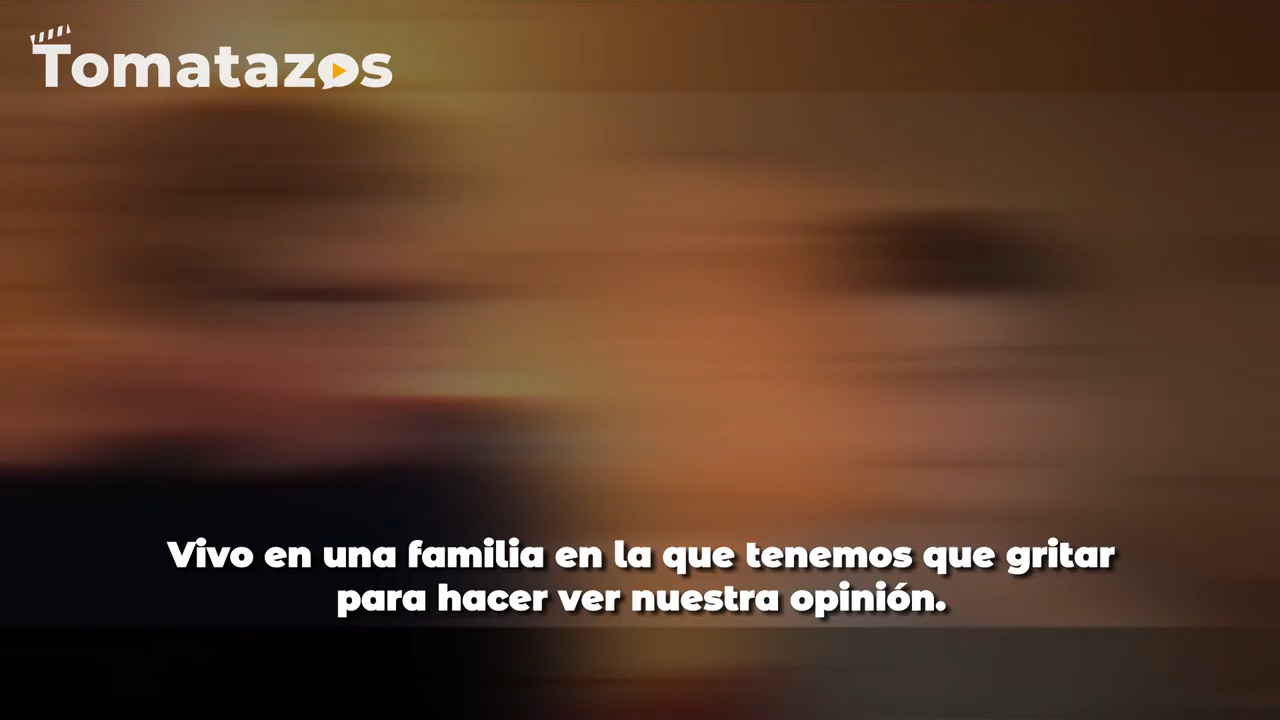 Tomatazos
Vivo en una familia en la que tenemos que gritar
para hacer ver nuestra opinión.